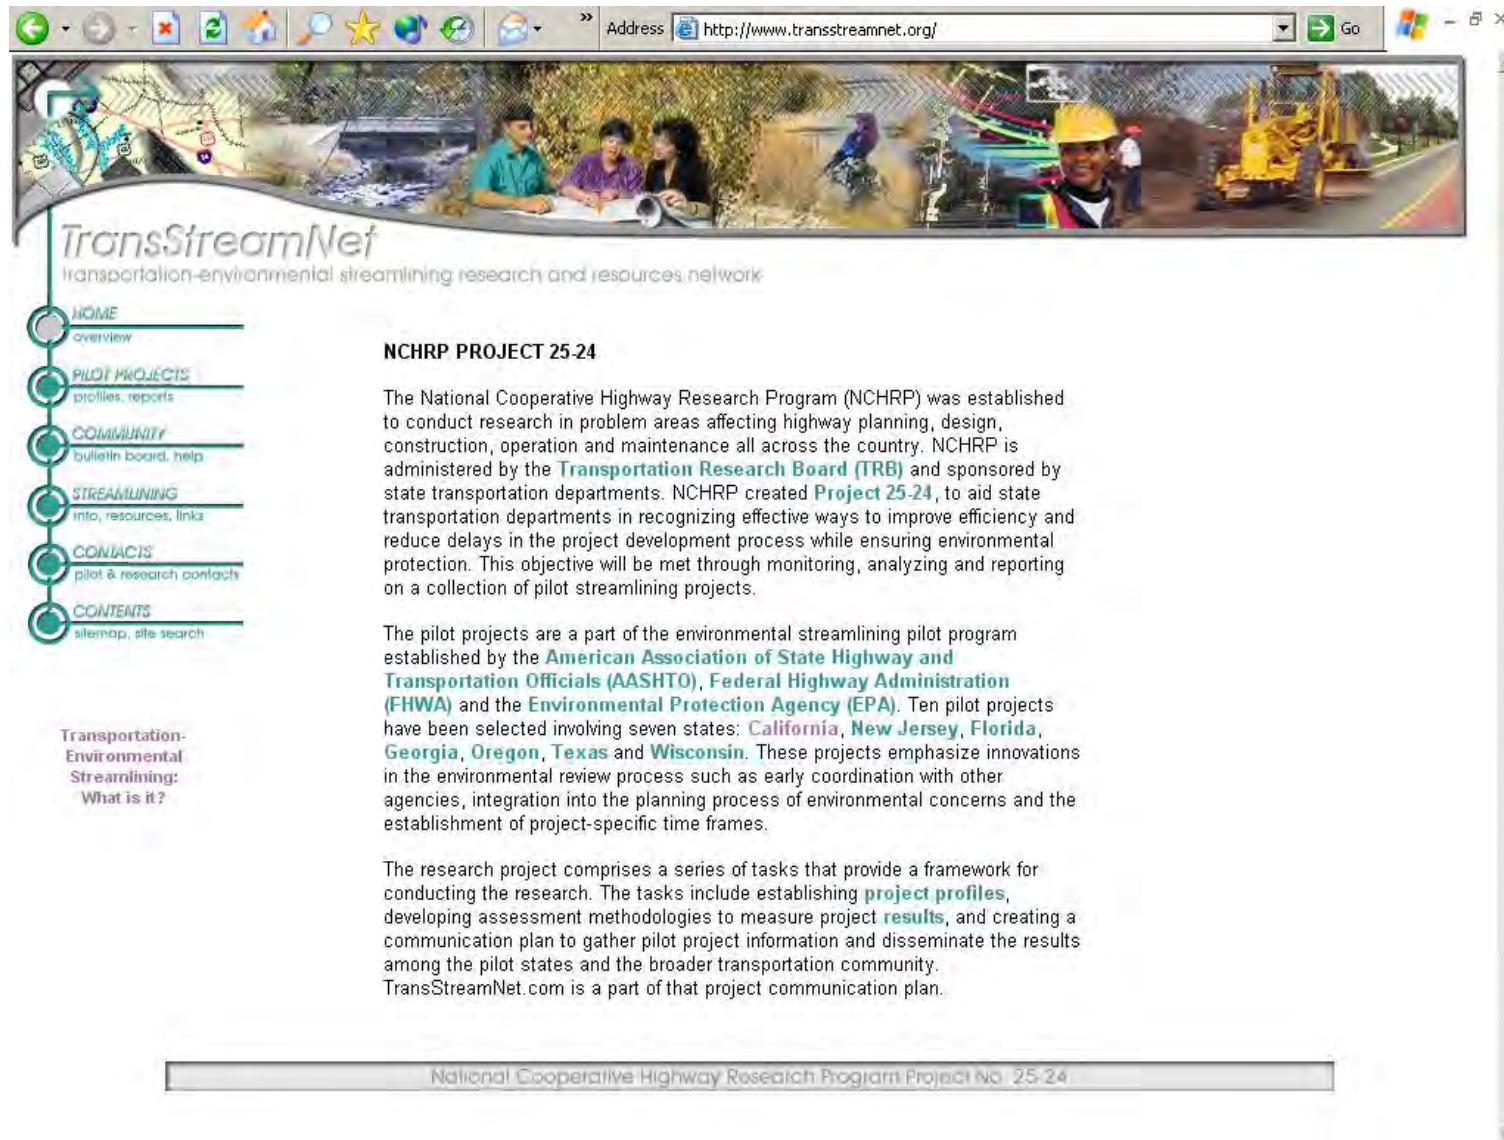 » Address http://www.transstreamnet.org/ Go
TransStreamNet
transportation-environmental streamlining research and resources network
HOME
overview
PILOT PROJECTS
profiles, reports
COMMUNITY
bulletin board, help
STREAMLINING
info, resources, links
CONTACTS
pilot & research contacts
CONTENTS
sitemap, site search
Transportation-
Environmental
Streamlining:
What is it?
NCHRP PROJECT 25-24
The National Cooperative Highway Research Program (NCHRP) was established
to conduct research in problem areas affecting highway planning, design,
construction, operation and maintenance all across the country. NCHRP is
administered by the Transportation Research Board (TRB) and sponsored by
state transportation departments. NCHRP created Project 25-24, to aid state
transportation departments in recognizing effective ways to improve efficiency and
reduce delays in the project development process while ensuring environmental
protection. This objective will be met through monitoring, analyzing and reporting
on a collection of pilot streamlining projects.
The pilot projects are a part of the environmental streamlining pilot program
established by the American Association of State Highway and
Transportation Officials (AASHTO), Federal Highway Administration
(FHWA) and the Environmental Protection Agency (EPA). Ten pilot projects
have been selected involving seven states: California, New Jersey, Florida,
Georgia, Oregon, Texas and Wisconsin. These projects emphasize innovations
in the environmental review process such as early coordination with other
agencies, integration into the planning process of environmental concerns and the
establishment of project-specific time frames.
The research project comprises a series of tasks that provide a framework for
conducting the research. The tasks include establishing project profiles,
developing assessment methodologies to measure project results, and creating a
communication plan to gather pilot project information and disseminate the results
among the pilot states and the broader transportation community.
TransStreamNet.com is a part of that project communication plan.
National Cooperative Highway Research Program Project No. 25-24